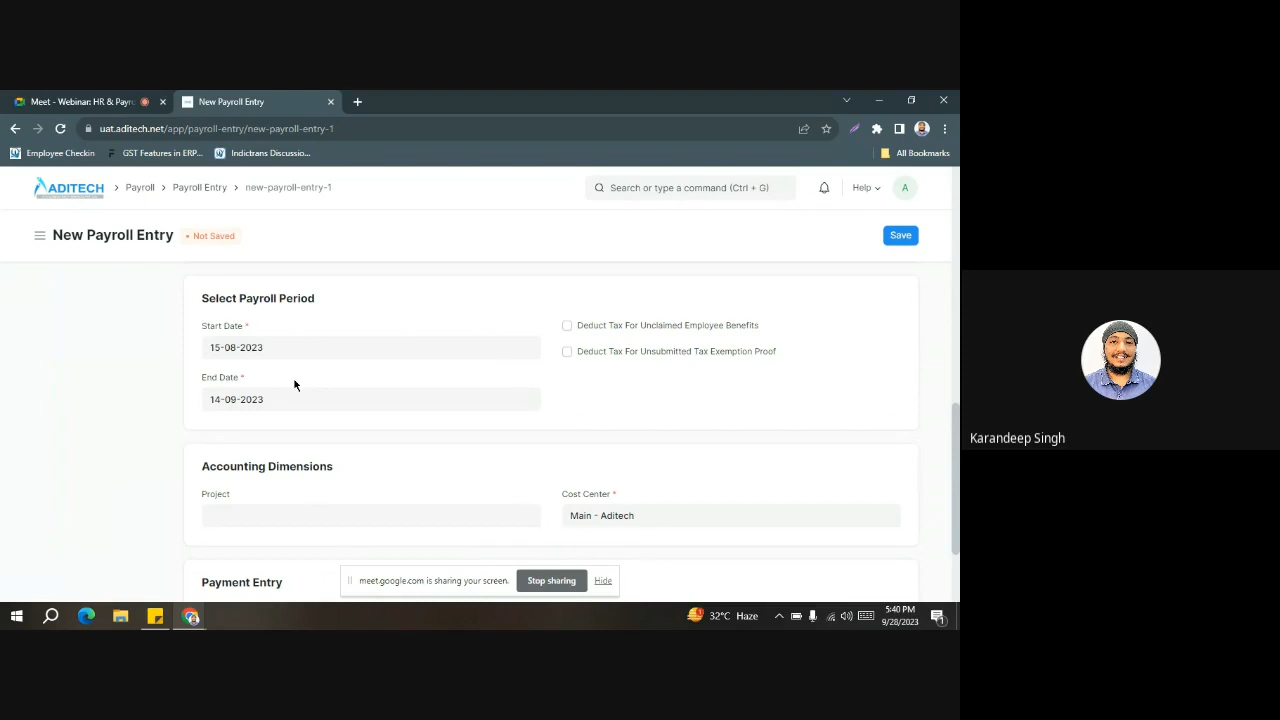 Meet - Webinar: HR & Payr
New Payroll Entry
uat.aditech.net/app/payroll-entry/new-payroll-entry-1
Employee Checkin
GST Features in ERP...
Indictrans Discussio...
All Bookmarks
ADITECH
Payroll
Payroll Entry
new-payroll-entry-1
Search or type a command (Ctrl + G)
Help
A
New Payroll Entry
• Not Saved
Save
Select Payroll Period
Start Date *
Deduct Tax For Unclaimed Employee Benefits
15-08-2023
Deduct Tax For Unsubmitted Tax Exemption Proof
End Date *
14-09-2023
Karandeep Singh
Accounting Dimensions
Project
Cost Center *
Main - Aditech
Payment Entry
meet.google.com is sharing your screen.
Stop sharing
Hide
32°C Haze
5:40 PM
9/28/2023
1